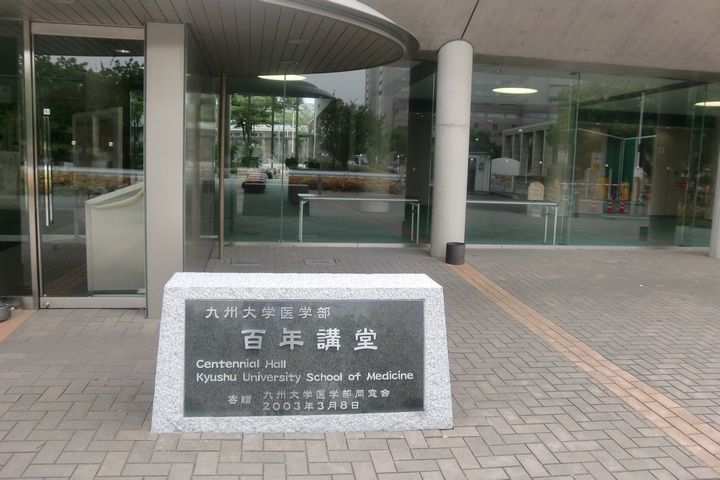 九州大学医学部
百年講堂
Centennial Hall
Kyushu University School of Medicine
寄贈 九州大学医学部同窓会
2003年3月8日